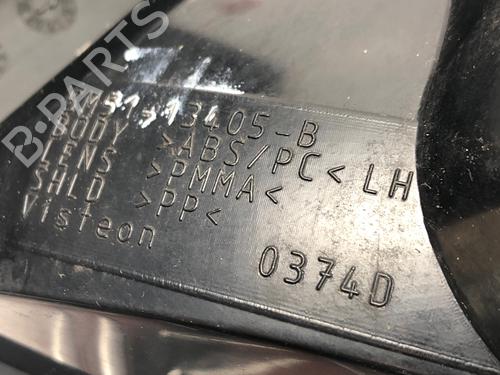 B-PARTS
13405-B
BODY >ABS/PC< LH
LENS >PMMA<
SHLD >PP<
Visteon
0374D